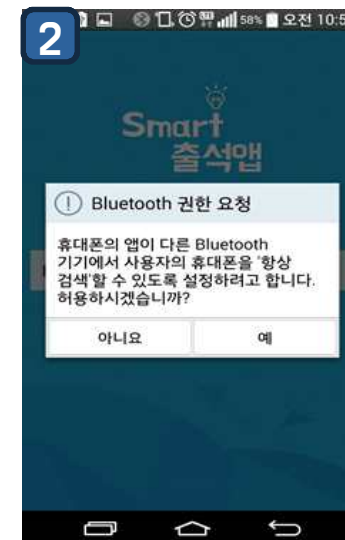 2
58% 오전 10:5
Smart
출석앱
Bluetooth 권한 요청
휴대폰의 앱이 다른 Bluetooth
기기에서 사용자의 휴대폰을 '항상
검색'할 수 있도록 설정하려고 합니다.
허용하시겠습니까?
아니요 예